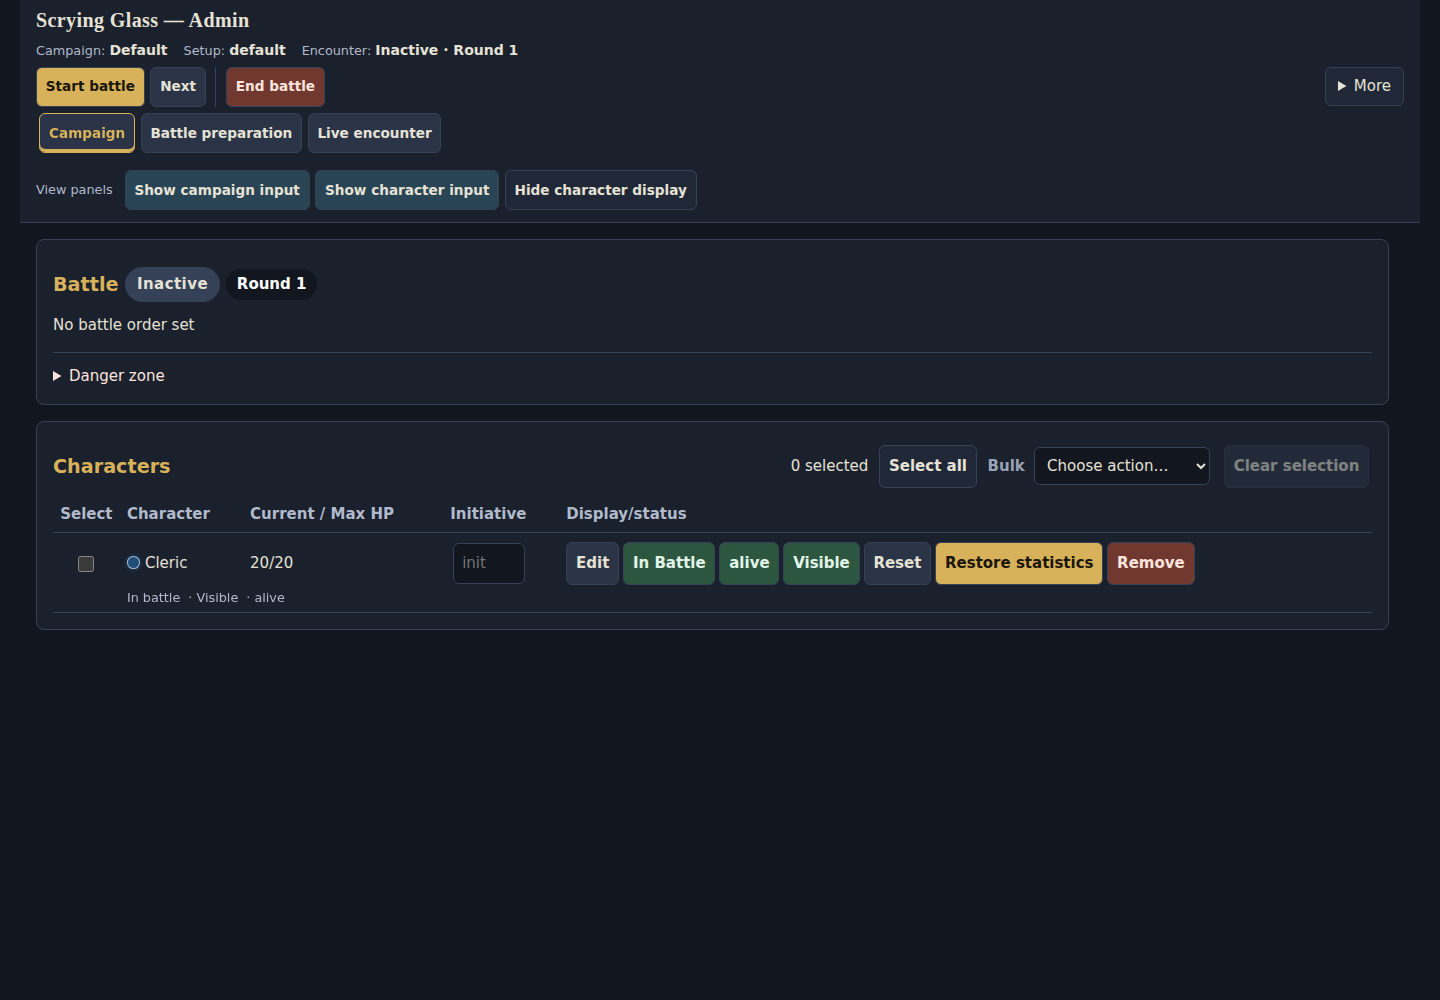 Scrying Glass — Admin
Campaign: Default Setup: default Encounter: Inactive · Round 1
Start battle Next End battle More
Campaign Battle preparation Live encounter
View panels Show campaign input Show character input Hide character display
Battle Inactive Round 1
No battle order set
Danger zone
Characters 0 selected Select all Bulk Choose action... Clear selection
Select Character Current / Max HP Initiative Display/status
Cleric 20/20 init Edit In Battle alive Visible Reset Restore statistics Remove
In battle · Visible · alive